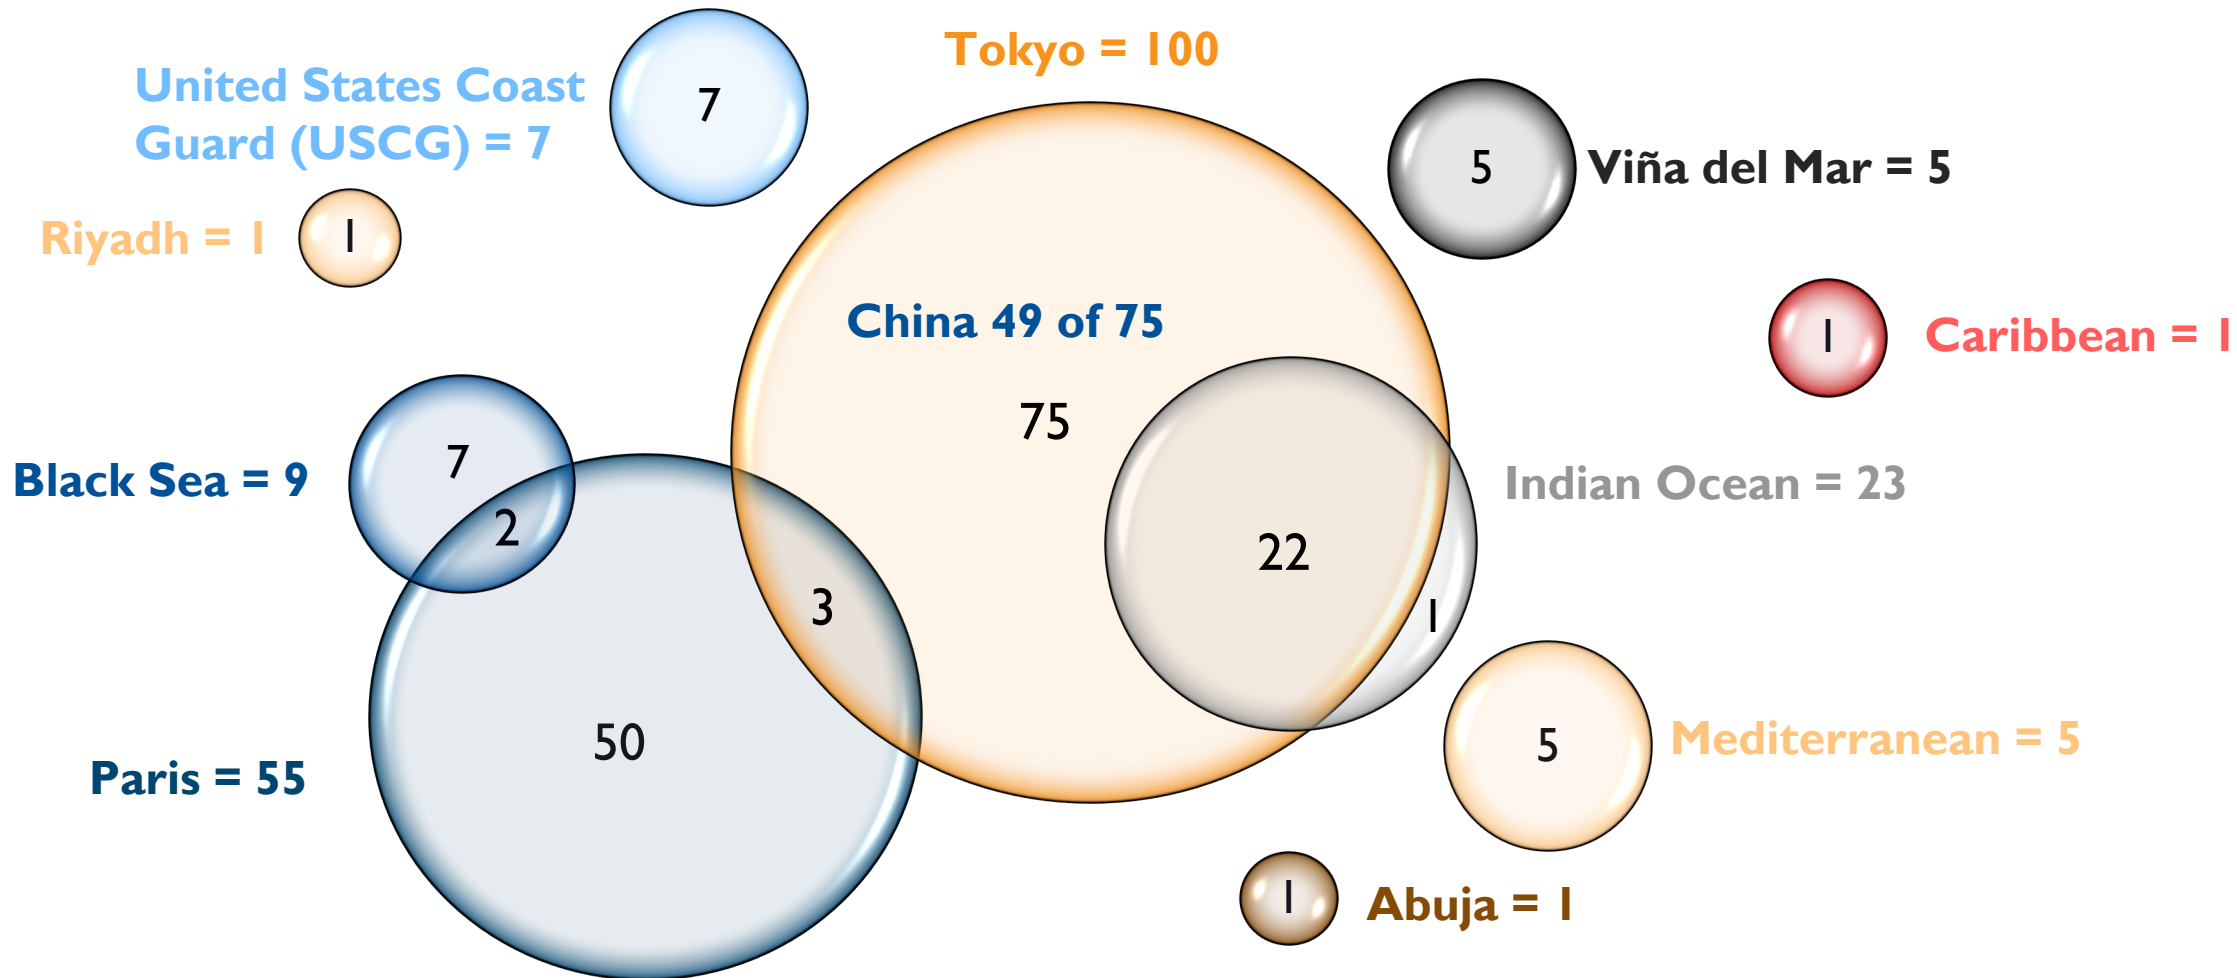 Tokyo = 100
United States Coast
Guard (USCG) = 7
7
5
Viña del Mar = 5
Riyadh = 1
1
China 49 of 75
1
Caribbean = 1
75
7
Black Sea = 9
Indian Ocean = 23
2
22
3
1
50
5
Mediterranean = 5
Paris = 55
1
Abuja = 1